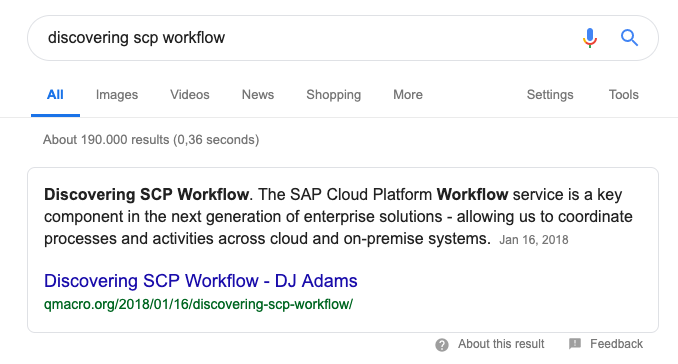 discovering scp workflow
All Images Videos News Shopping More Settings Tools
About 190.000 results (0,36 seconds)
Discovering SCP Workflow. The SAP Cloud Platform Workflow service is a key
component in the next generation of enterprise solutions - allowing us to coordinate
processes and activities across cloud and on-premise systems. Jan 16, 2018
Discovering SCP Workflow - DJ Adams
qmacro.org/2018/01/16/discovering-scp-workflow/
About this result Feedback